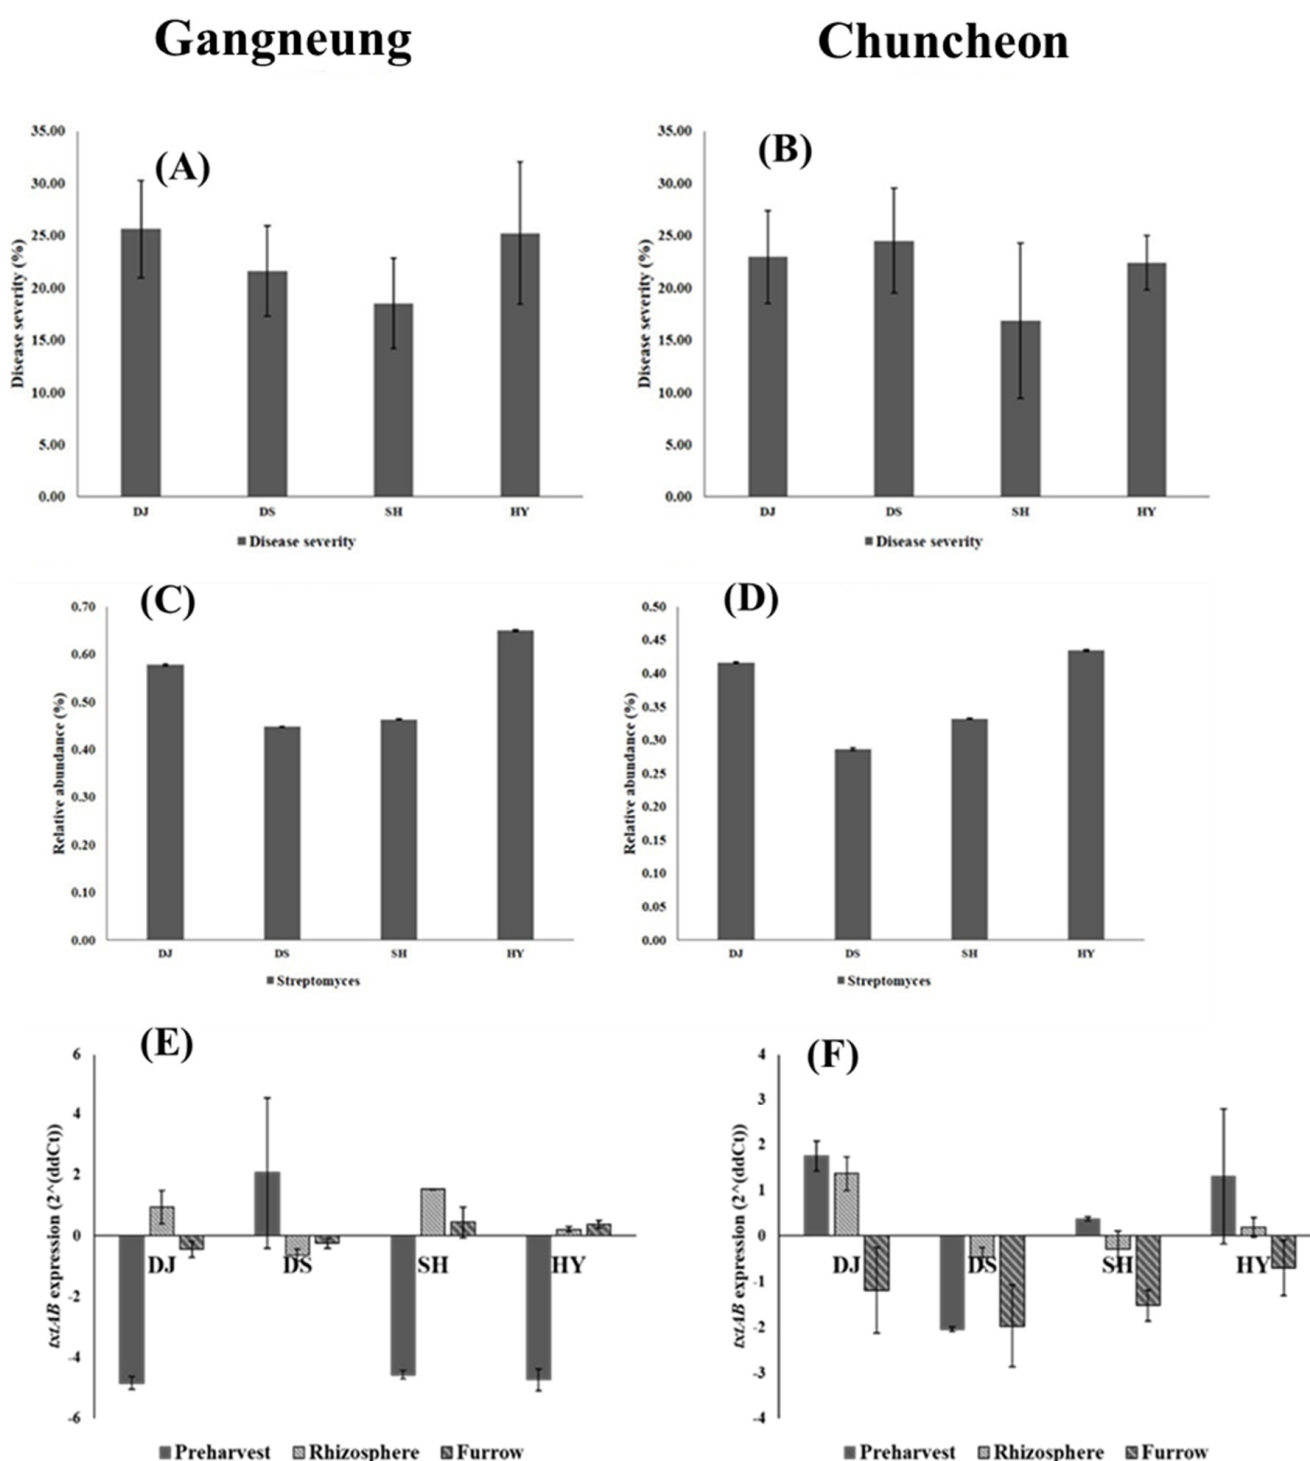 Gangneung
Chuncheon
(A)
Disease severity (%)
35.00
30.00
25.00
20.00
15.00
10.00
5.00
0.00
DJ DS SH HY
Disease severity
(B)
Disease severity (%)
35.00
30.00
25.00
20.00
15.00
10.00
5.00
0.00
DJ DS SH HY
Disease severity
(C)
Relative abundance (%)
0.70
0.60
0.50
0.40
0.30
0.20
0.10
0.00
DJ DS SH HY
Streptomyces
(D)
Relative abundance (%)
0.50
0.45
0.40
0.35
0.30
0.25
0.20
0.15
0.10
0.05
0.00
DJ DS SH HY
Streptomyces
(E)
txtAB expression (2^(ddCt))
6
4
2
0
-2
-4
-6
DJ DS SH HY
Preharvest Rhizosphere Furrow
(F)
txtAB expression (2^(ddCt))
4
3
2
1
0
-1
-2
-3
-4
DJ DS SH HY
Preharvest Rhizosphere Furrow